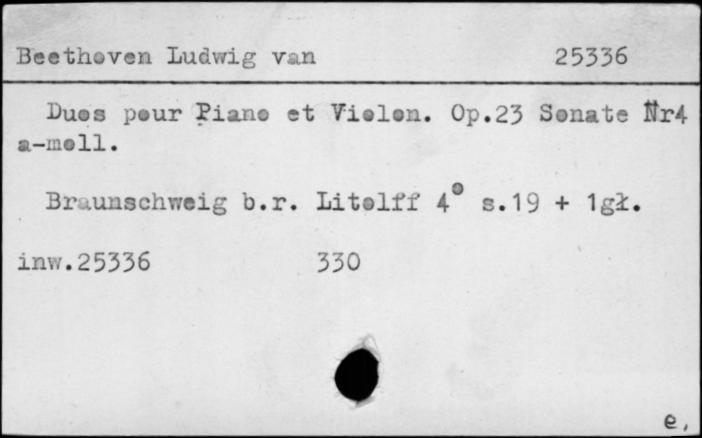 Beethoven Ludwig van 25336
Duos pour Piano et Violon. Op.23 Sonate Nr4
a-moll.
Braunschweig b.r. Litolff 4° s.19 + 1gł.
inw.25336 330
e,